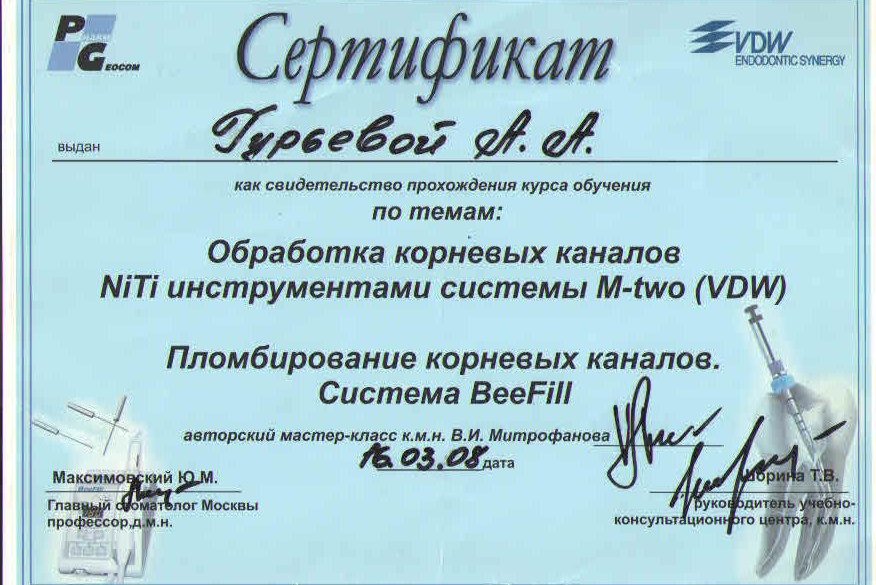 P
G EOCOM
Сертификат
VDW
ENDODONTIC SYNERGY
выдан Гурьевой А. А.
как свидетельство прохождения курса обучения
по темам:
Обработка корневых каналов
NiTi инструментами системы M-two (VDW)
Пломбирование корневых каналов.
Система BeeFill
авторский мастер-класс к.м.н. В.И. Митрофанова
16.03.08 дата
Максимовский Ю.М.
Главный стоматолог Москвы
профессор,д.м.н.
Т.В.
руководитель учебно-
консультационного центра, к.м.н.